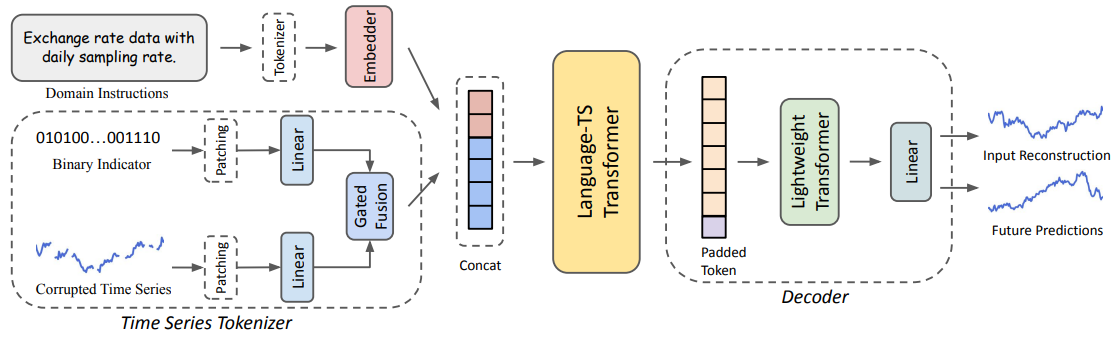 Exchange rate data with
daily sampling rate.
Domain Instructions
Tokenizer
Embedder
010100...001110
Binary Indicator
Patching
Linear
Gated
Fusion
Corrupted Time Series
Patching
Linear
Time Series Tokenizer
Concat
Language-TS
Transformer
Padded
Token
Lightweight
Transformer
Linear
Decoder
Input Reconstruction
Future Predictions